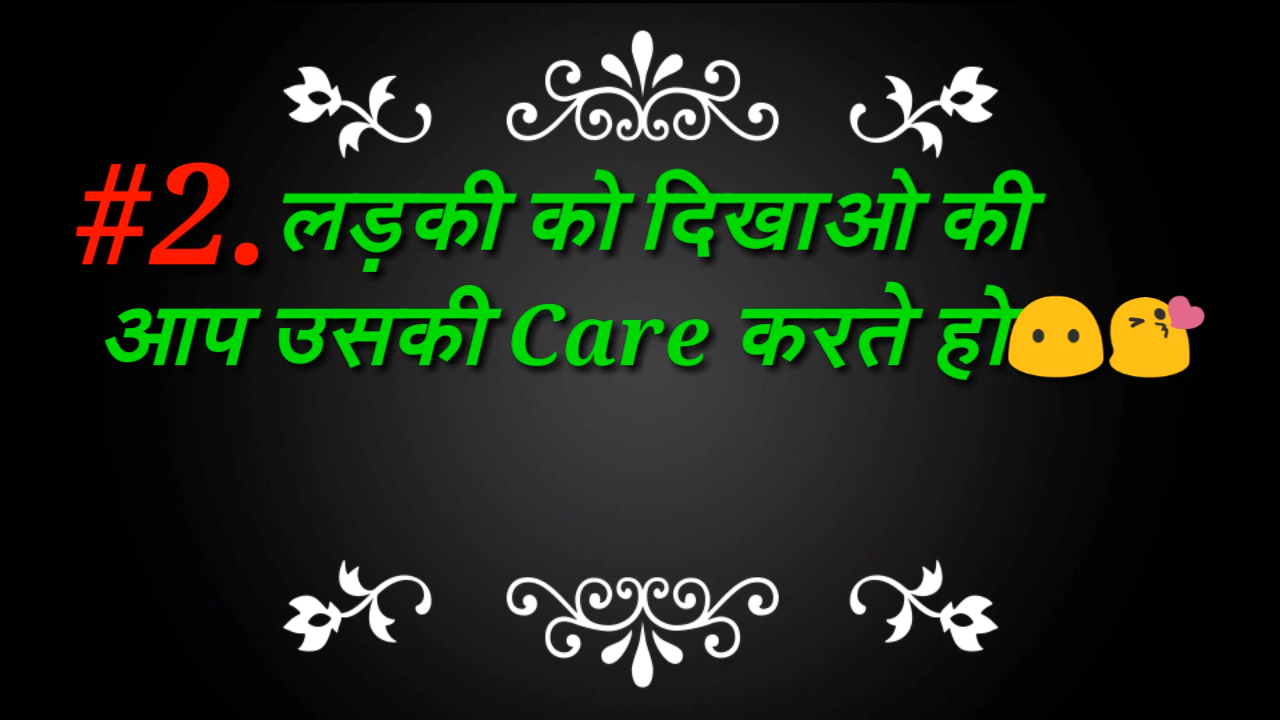 #2. लड़की को दिखाओ की
आप उसकी Care करते हो😶😘